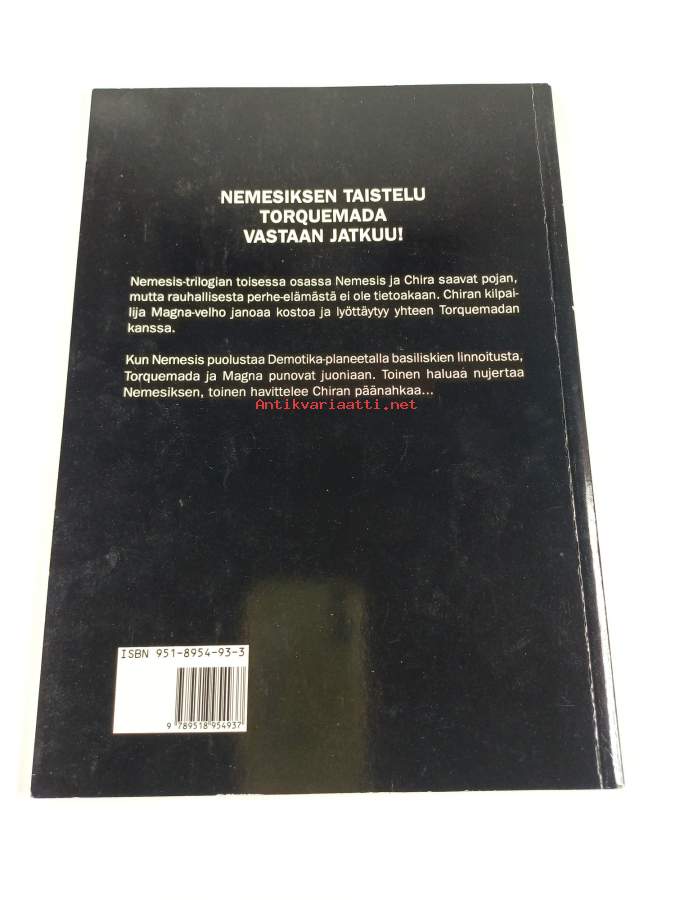 NEMESIKSEN TAISTELU
TORQUEMADA
VASTAAN JATKUU!
Nemesis-trilogian toisessa osassa Nemesis ja Chira saavat pojan,
mutta rauhallisesta perhe-elämästä ei ole tietoakaan. Chiran kilpai-
lija Magna-velho janoaa kostoa ja lyöttäytyy yhteen Torquemadan
kanssa.
Kun Nemesis puolustaa Demotika-planeetalla basiliskien linnoitusta,
Torquemada ja Magna punovat juoniaan. Toinen haluaa nujertaa
Nemesiksen, toinen havittelee Chiran päänahkaa...
Antikvariaatti.net
ISBN 951-8954-93-3
9 789518 954937